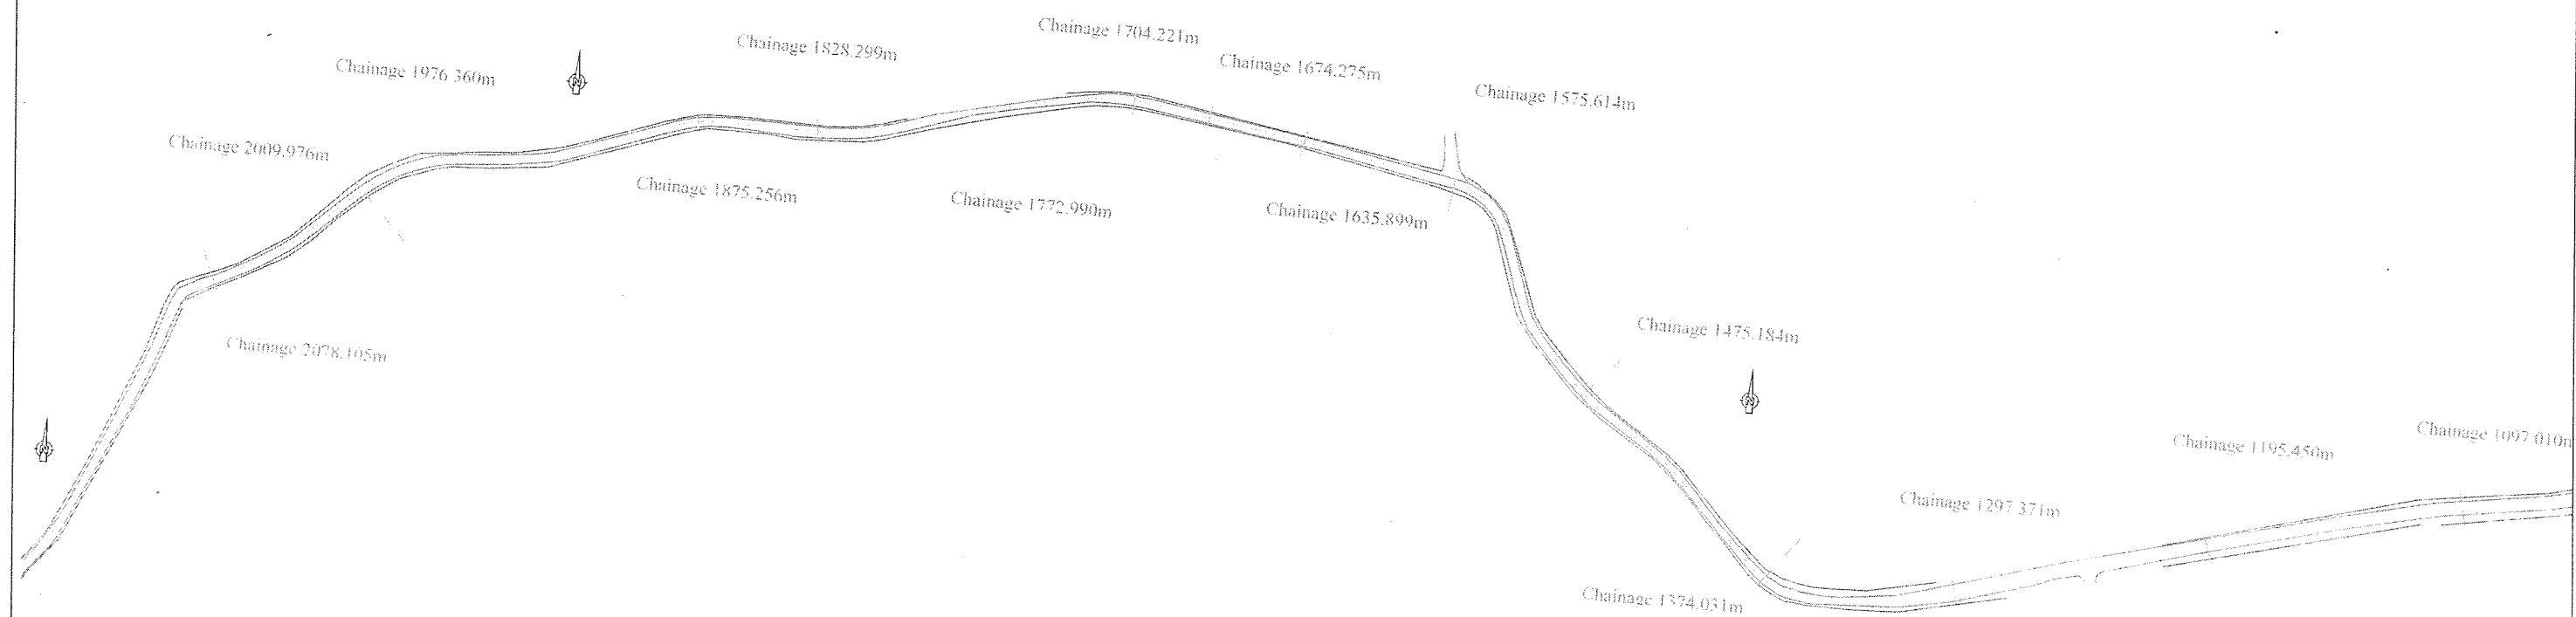 Chainage 1704.221m
Chainage 1828.299m
Chainage 1976.360m
Chainage 1674.275m
Chainage 1575.614m
Chainage 2009.976m
Chainage 1875.256m
Chainage 1772.990m
Chainage 1635.899m
Chainage 2078.105m
Chainage 1475.184m
Chainage 1195.450m
Chainage 1097.010m
Chainage 1297.371m
Chainage 1374.031m
N
N
N